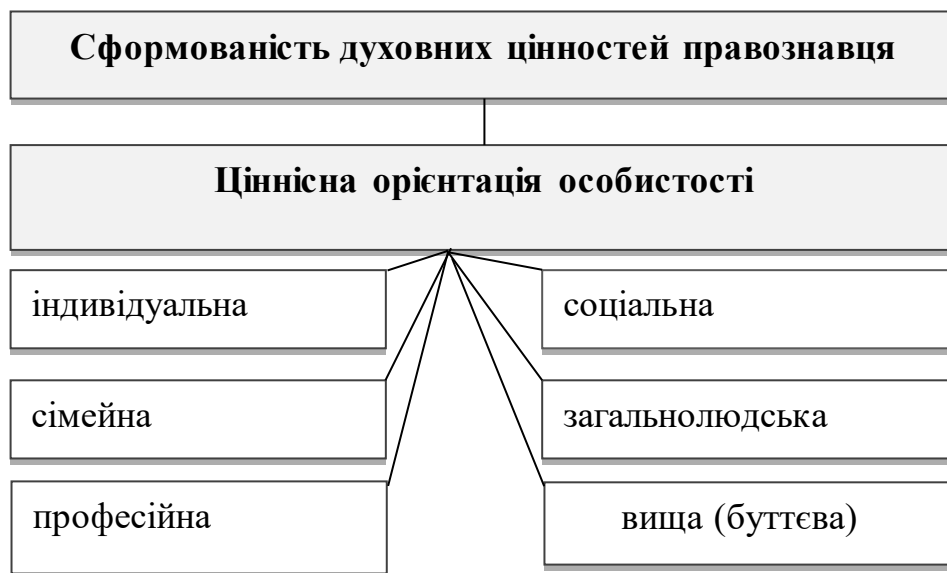 Сформованість духовних цінностей правознавця
Ціннісна орієнтація особистості
індивідуальна
соціальна
сімейна
загальнолюдська
професійна
вища (буттєва)